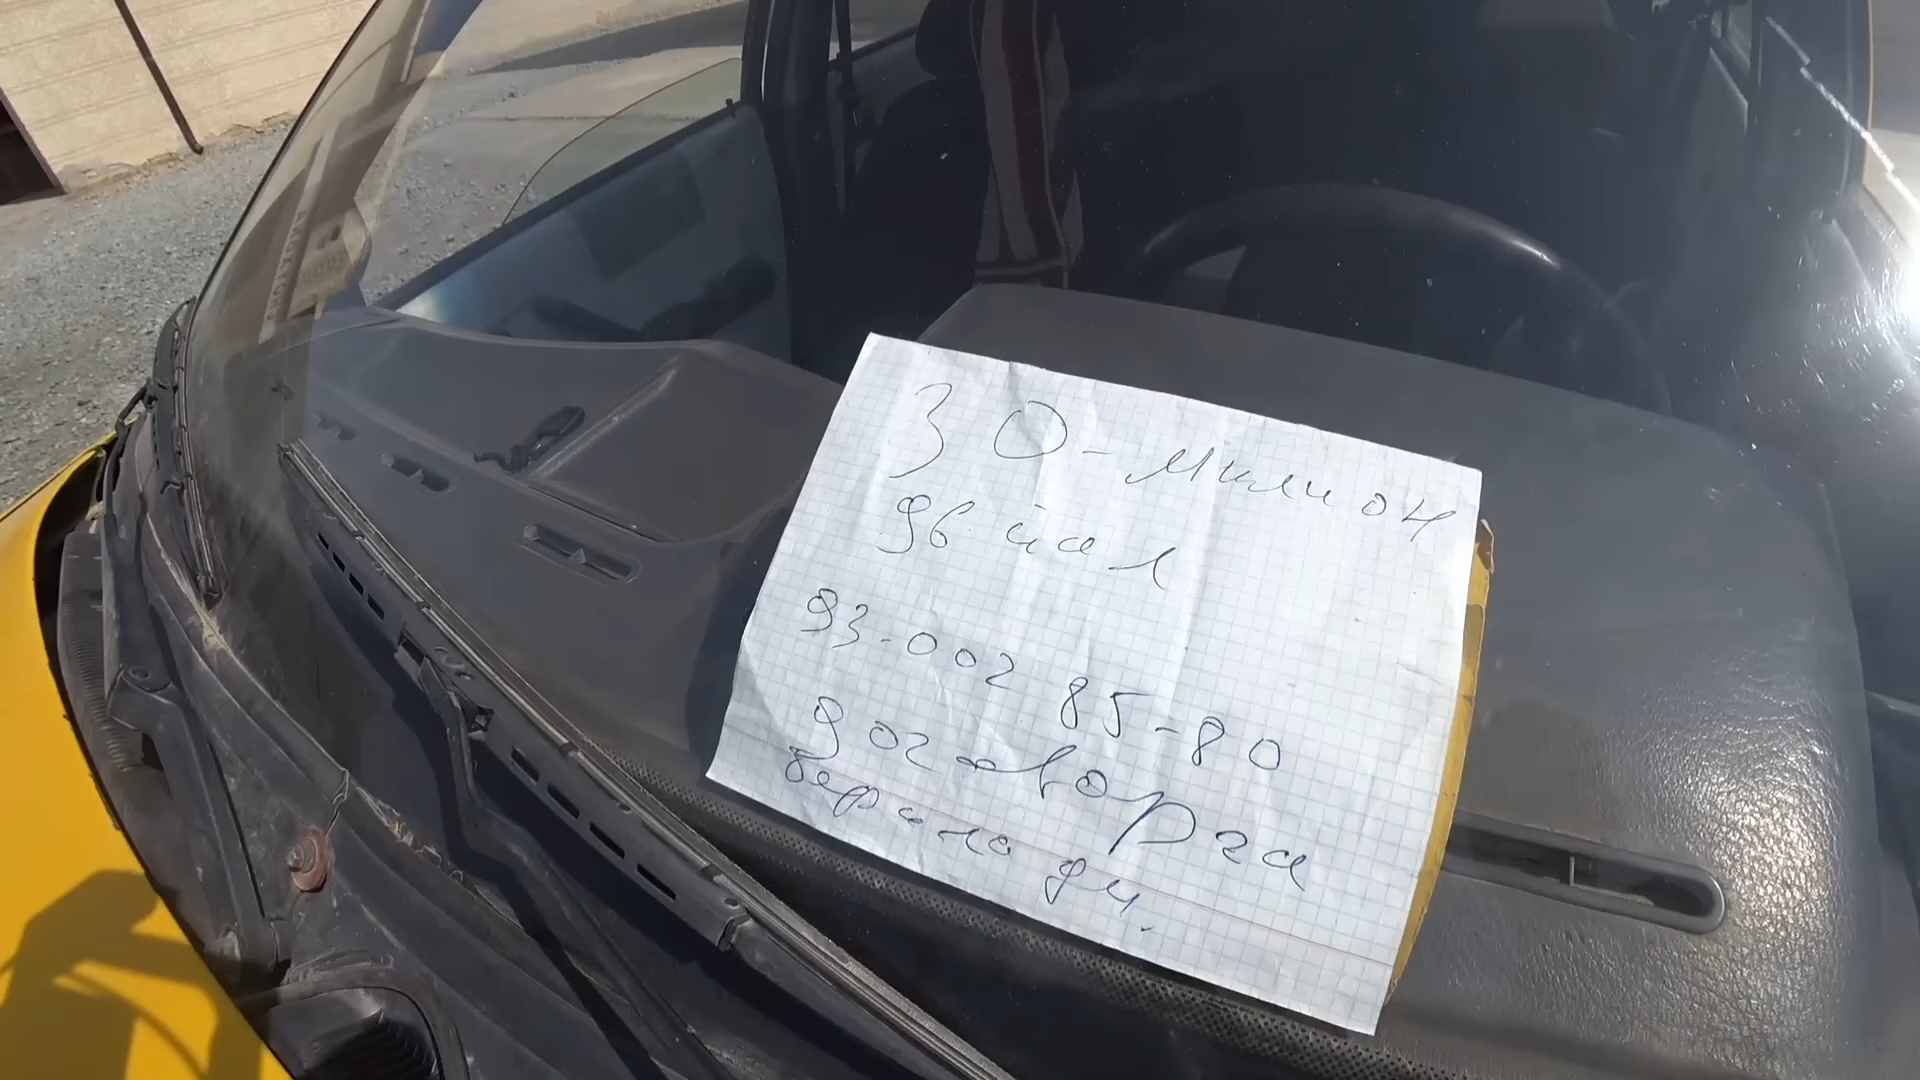 30-милион
96 йил
93-002 85-80
договорга
берилади.